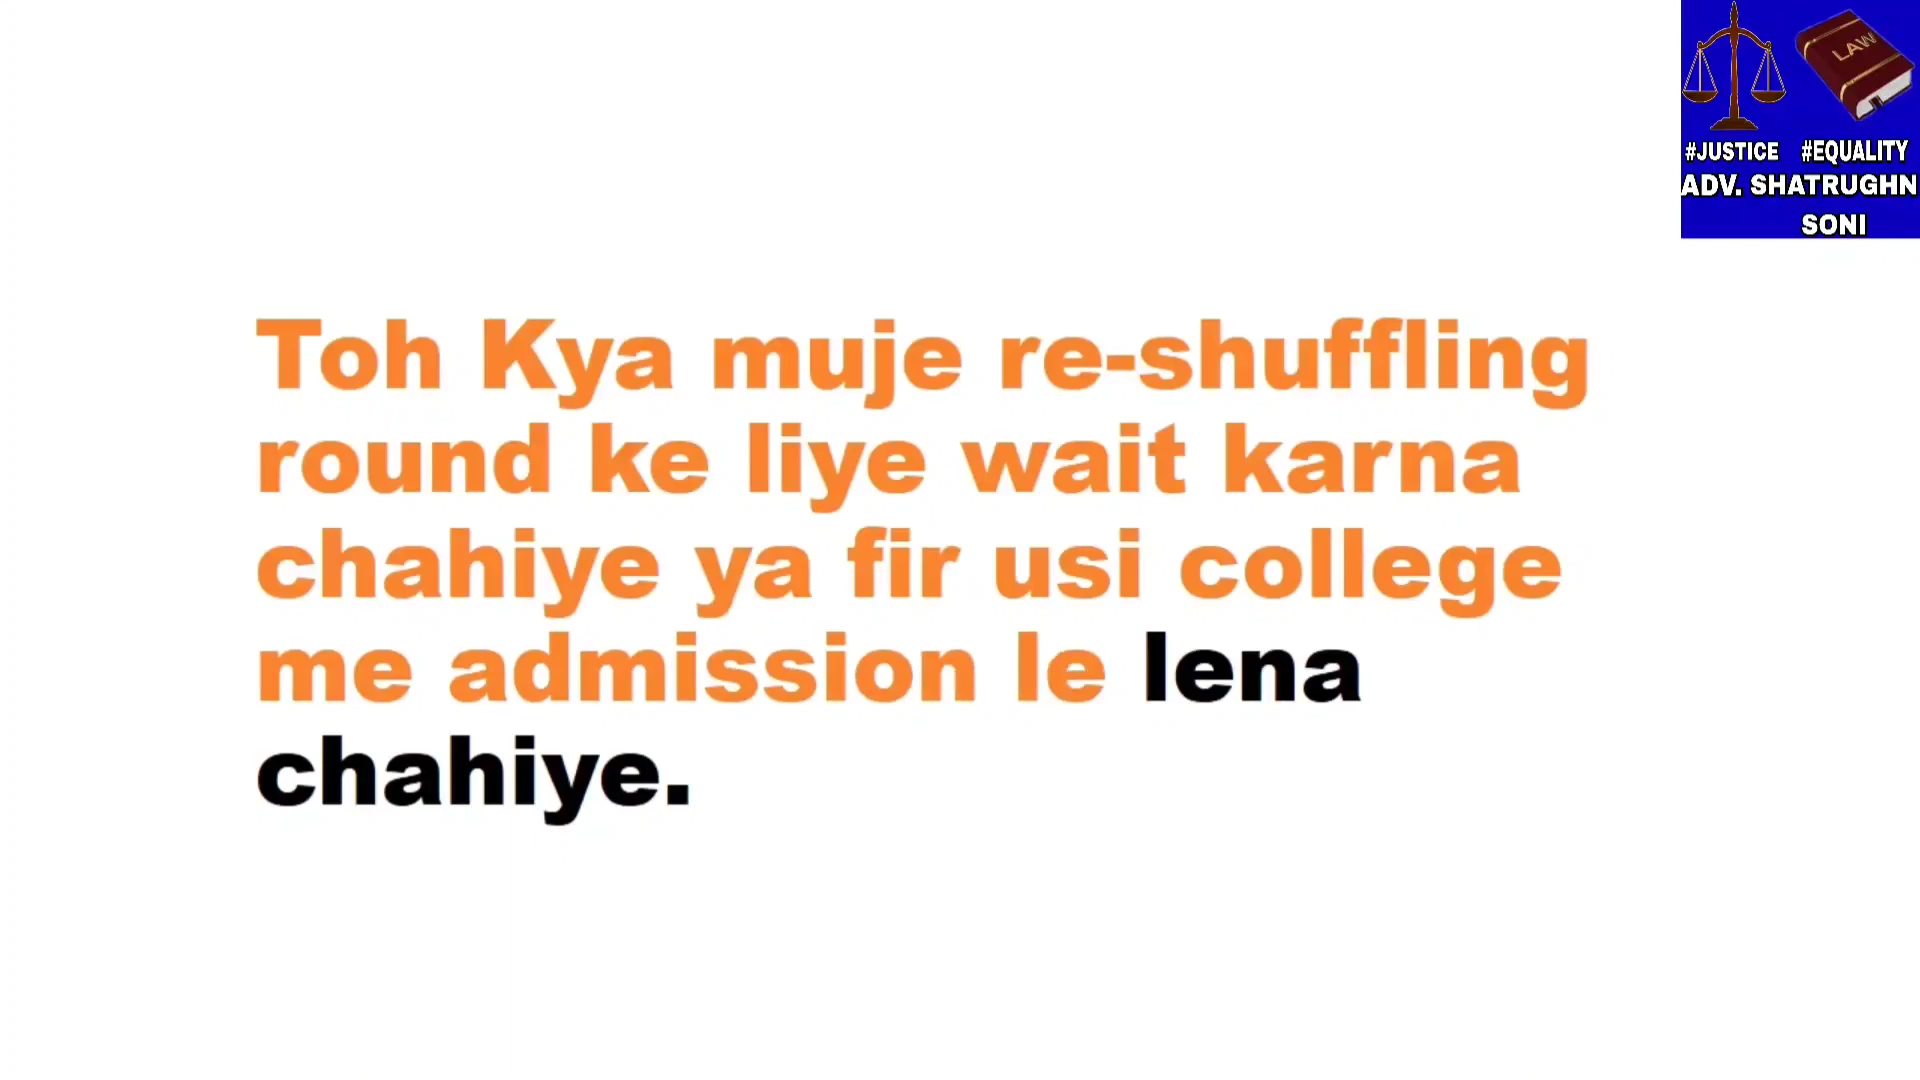 LAW
#JUSTICE #EQUALITY
ADV. SHATRUGHN
SONI
Toh Kya muje re-shuffling
round ke liye wait karna
chahiye ya fir usi college
me admission le lena
chahiye.